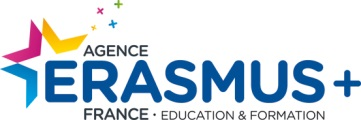 AGENCE
ERASMUS+
FRANCE • EDUCATION & FORMATION